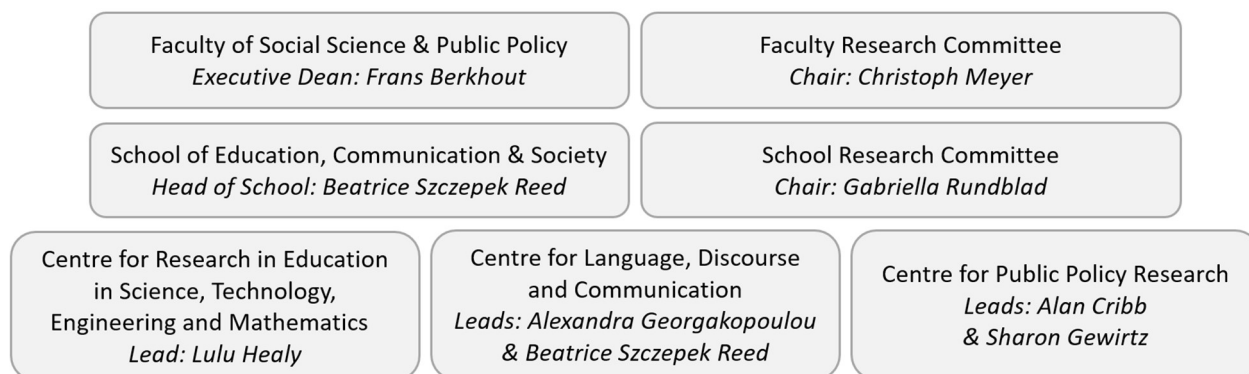 Faculty of Social Science & Public Policy
Executive Dean: Frans Berkhout
Faculty Research Committee
Chair: Christoph Meyer
School of Education, Communication & Society
Head of School: Beatrice Szczepek Reed
School Research Committee
Chair: Gabriella Rundblad
Centre for Research in Education
in Science, Technology,
Engineering and Mathematics
Lead: Lulu Healy
Centre for Language, Discourse
and Communication
Leads: Alexandra Georgakopoulou
& Beatrice Szczepek Reed
Centre for Public Policy Research
Leads: Alan Cribb
& Sharon Gewirtz